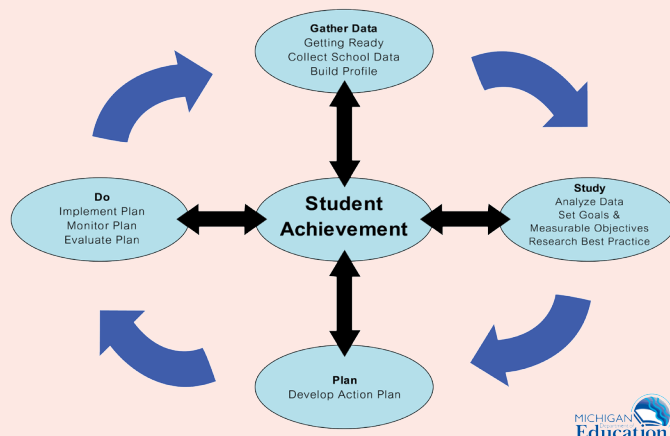 Gather Data
Getting Ready
Collect School Data
Build Profile
Do
Implement Plan
Monitor Plan
Evaluate Plan
Student
Achievement
Study
Analyze Data
Set Goals &
Measurable Objectives
Research Best Practice
Plan
Develop Action Plan
MICHIGAN
Education